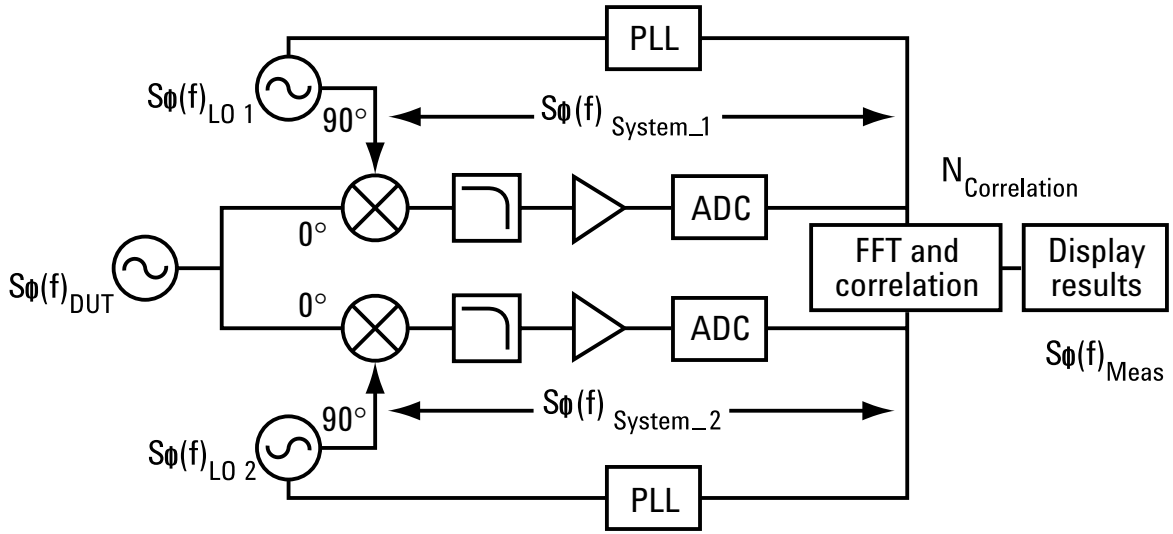 PLL
Sϕ(f)LO 1
90°
Sϕ(f) System_1
NCorrelation
0°
ADC
FFT and
correlation
Display
results
Sϕ(f)DUT
0°
ADC
Sϕ(f)Meas
90°
Sϕ(f) System_2
Sϕ(f)LO 2
PLL